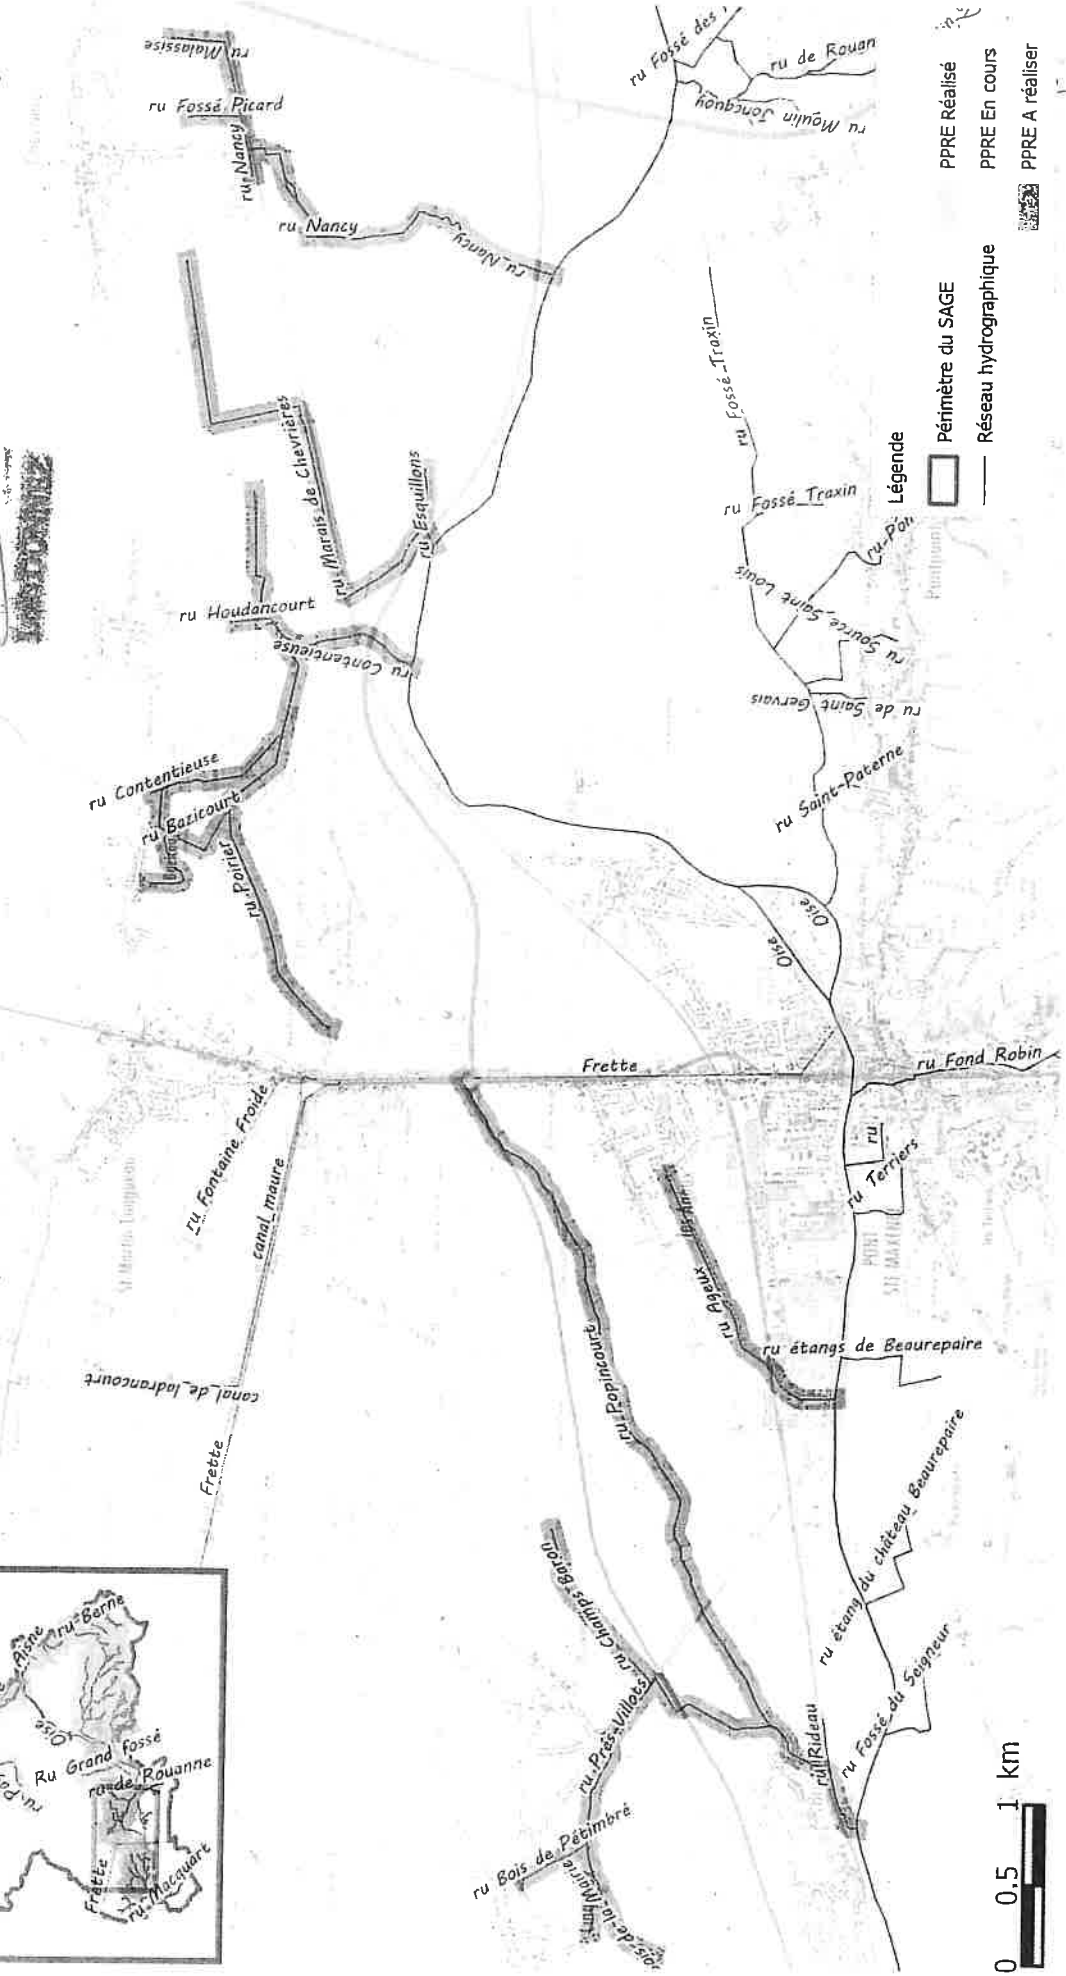 ru Malassise
ru Fossé Picard
ru Nancy
ru Nancy
ru Nancy
ru Fossé des
ru de Rouan
ru Moulin Joncquoy
ru Marais de Chevrières
ru Esquillons
ru Houdancourt
ru Contentieuse
ru Contentieuse
ru Bazicourt
ru Poirier
ru Fossé-Traxin
ru Fossé Traxin
ru Source Saint Louis
ru de Saint Gervais
ru Saint-Paterne
Oise
Oise
Frette
ru Fond Robin
ru
ru Terriers
PONT
STE MAXENCE
ru Fontaine Froide
canal maure
canal de ladrancourt
Frette
ru Ageux
ru étangs de Beaurepaire
ru Popincourt
ru Champs Baron
ru Prés Villots
ru Bois de Pétimbré
ru Rideau
ru étang du château Beaurepaire
ru Fossé du Seigneur
Aisne
ru Berne
Oise
Ru Grand fossé
ru de Rouanne
Frette
ru Macquart
Légende
Périmètre du SAGE
Réseau hydrographique
PPRE Réalisé
PPRE En cours
PPRE A réaliser
0 0,5 1 km